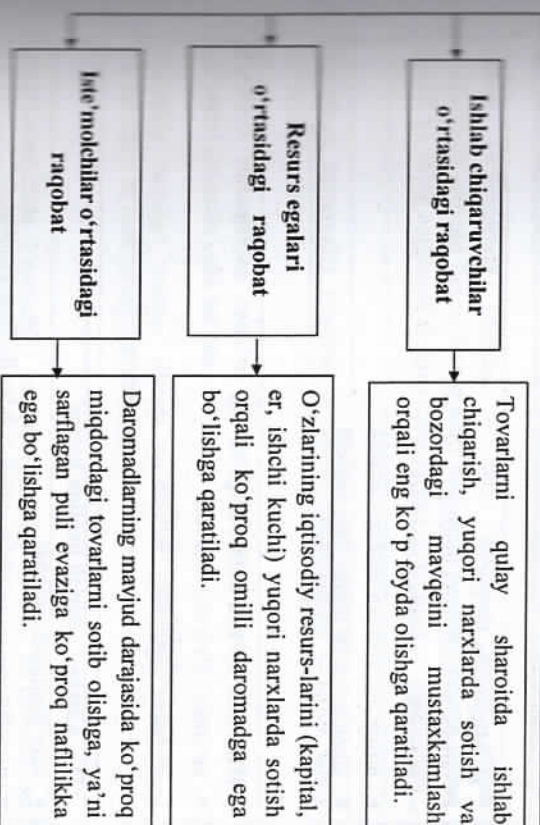 Ishlab chiqaruvchilar
o‘rtasidagi raqobat
Tovarlarni qulay sharoitda ishlab
chiqarish, yuqori narxlarda sotish va
bozordagi mavqeini mustaxkamlash
orqali eng ko‘p foyda olishga qaratiladi.
Resurs egalari
o‘rtasidagi raqobat
O‘zlarining iqtisodiy resurs-larini (kapital,
er, ishchi kuchi) yuqori narxlarda sotish
orqali ko‘proq omilli daromadga ega
bo‘lishga qaratiladi.
Iste’molchilar o‘rtasidagi
raqobat
Daromadlarning mavjud darajasida ko‘proq
miqdordagi tovarlarni sotib olishga, ya’ni
sarflagan puli evaziga ko‘proq naflilikka
ega bo‘lishga qaratiladi.